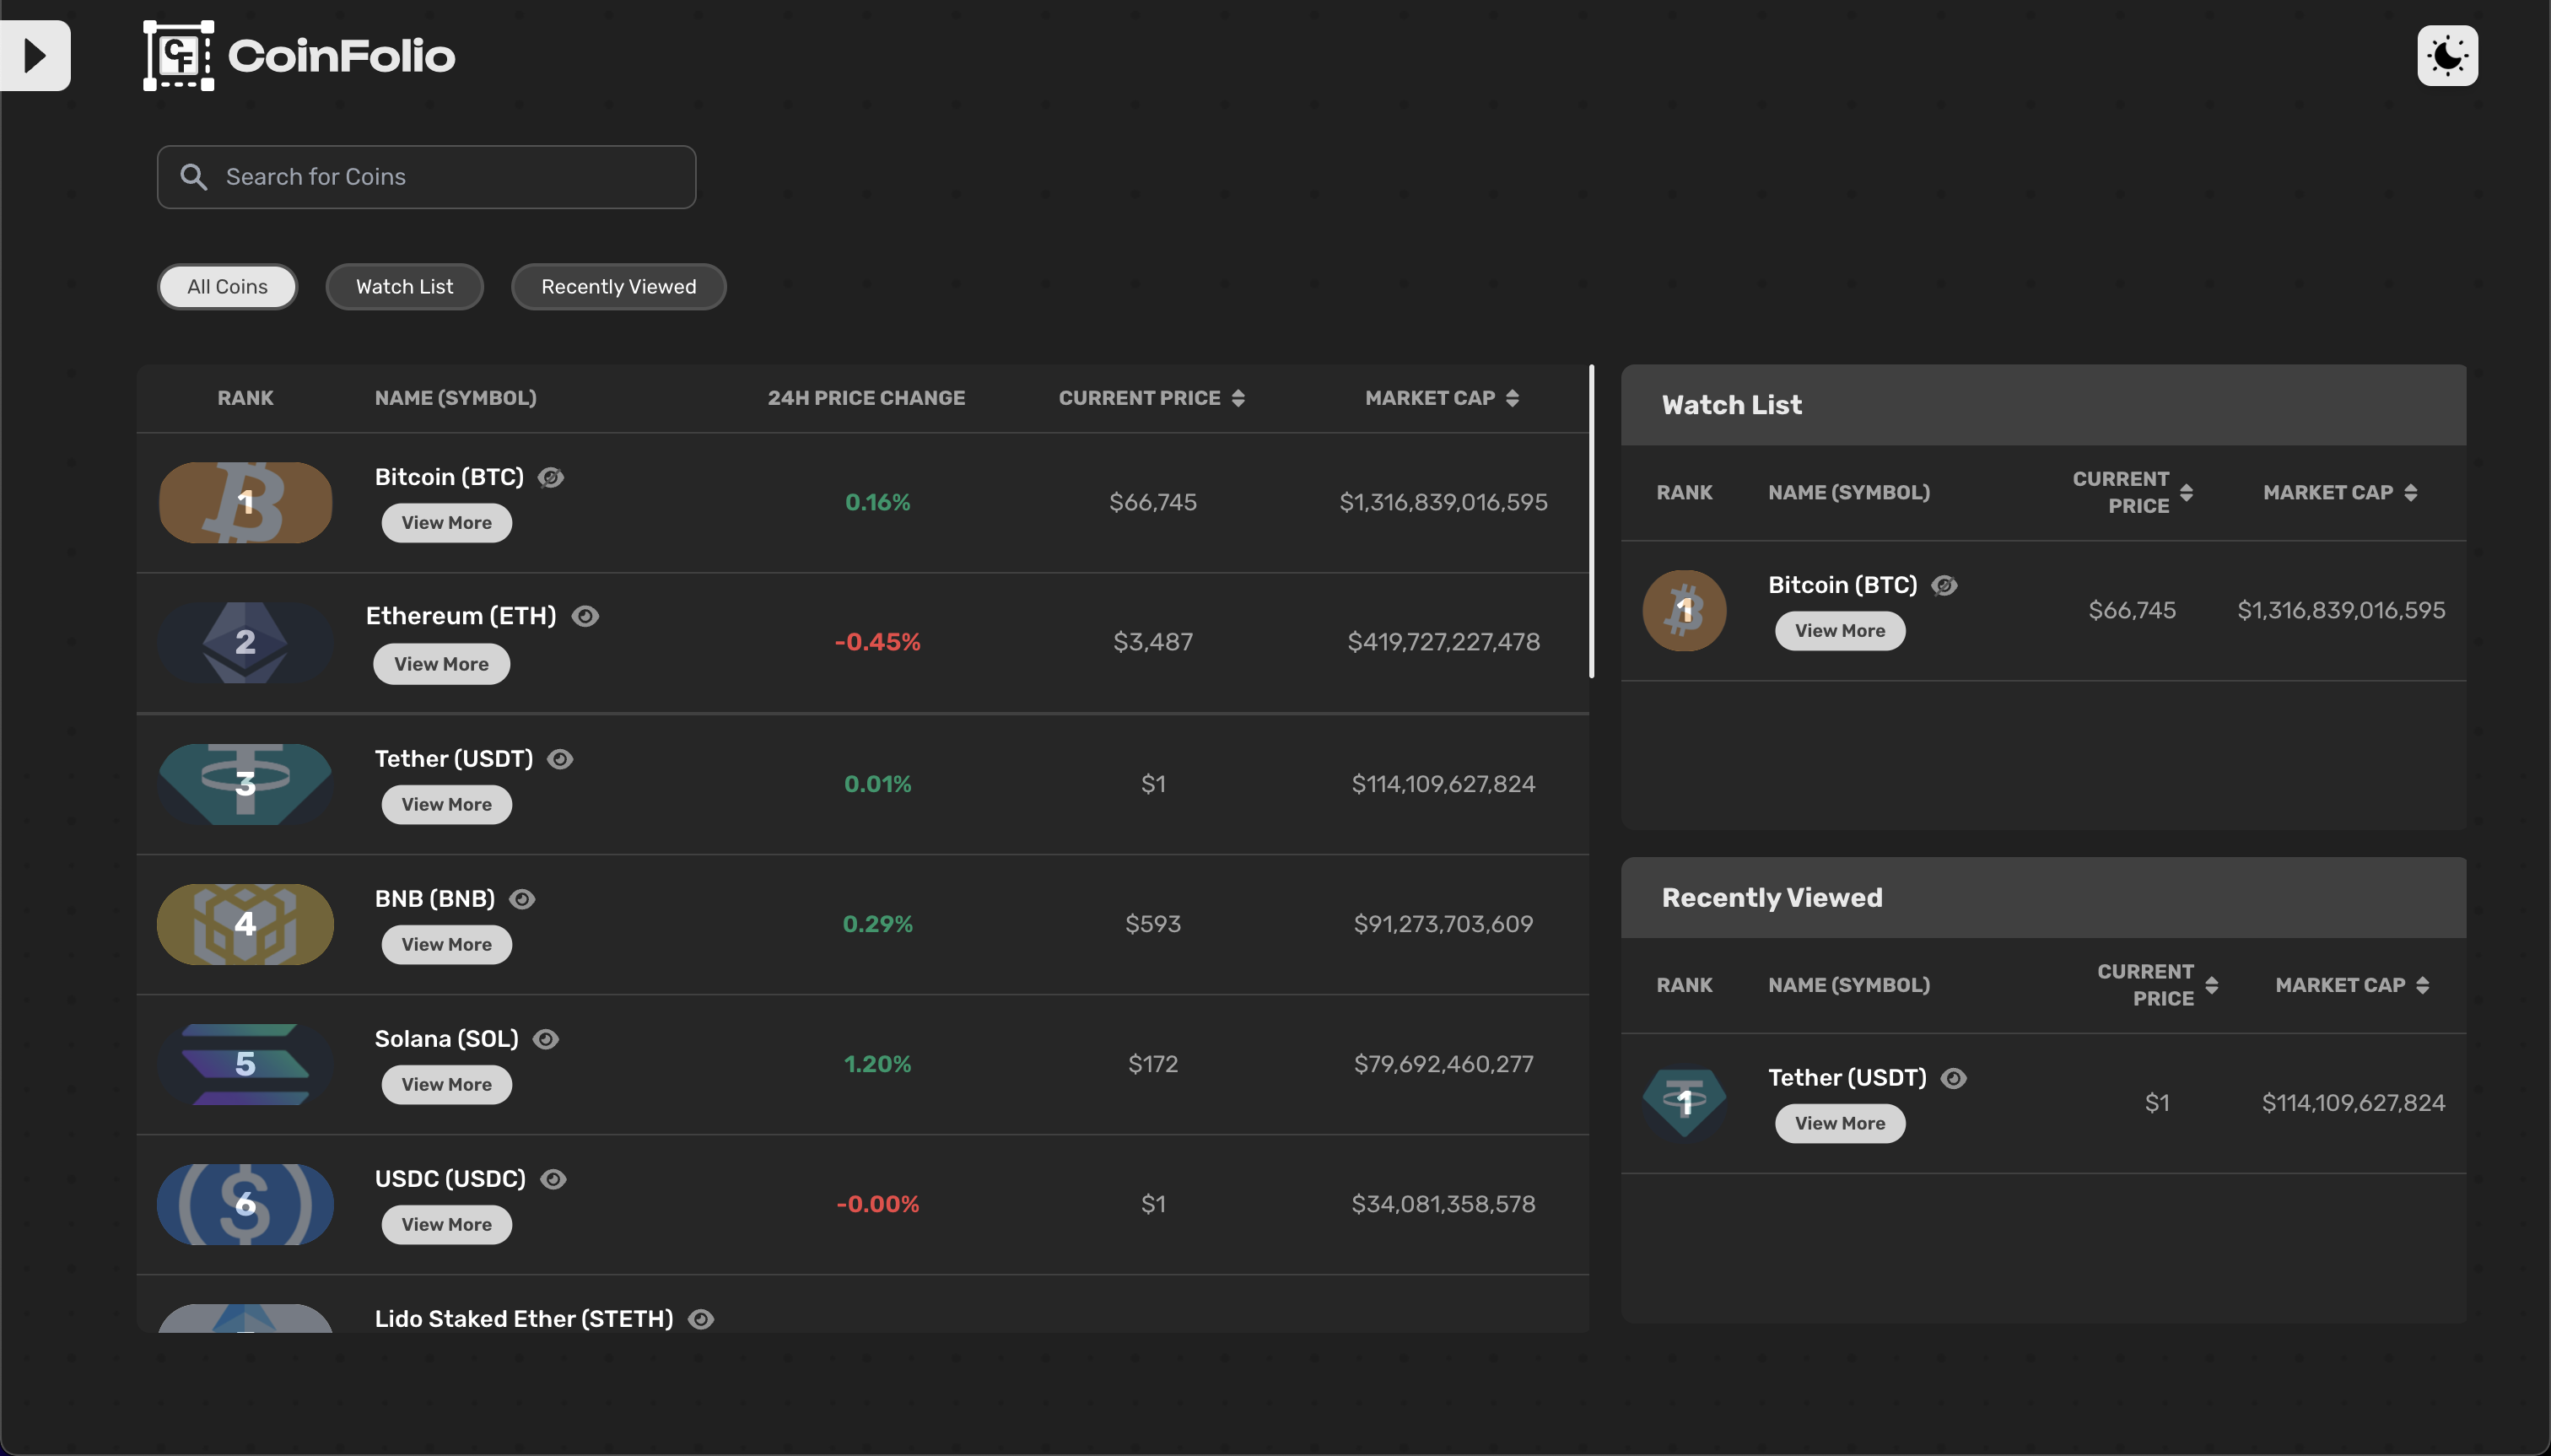 CF CoinFolio
Search for Coins
All Coins Watch List Recently Viewed
RANK NAME (SYMBOL) 24H PRICE CHANGE CURRENT PRICE MARKET CAP
1 Bitcoin (BTC) 0.16% $66,745 $1,316,839,016,595
View More
2 Ethereum (ETH) -0.45% $3,487 $419,727,227,478
View More
3 Tether (USDT) 0.01% $1 $114,109,627,824
View More
4 BNB (BNB) 0.29% $593 $91,273,703,609
View More
5 Solana (SOL) 1.20% $172 $79,692,460,277
View More
6 USDC (USDC) -0.00% $1 $34,081,358,578
View More
Lido Staked Ether (STETH)
Watch List
RANK NAME (SYMBOL) CURRENT PRICE MARKET CAP
1 Bitcoin (BTC) $66,745 $1,316,839,016,595
View More
Recently Viewed
RANK NAME (SYMBOL) CURRENT PRICE MARKET CAP
1 Tether (USDT) $1 $114,109,627,824
View More